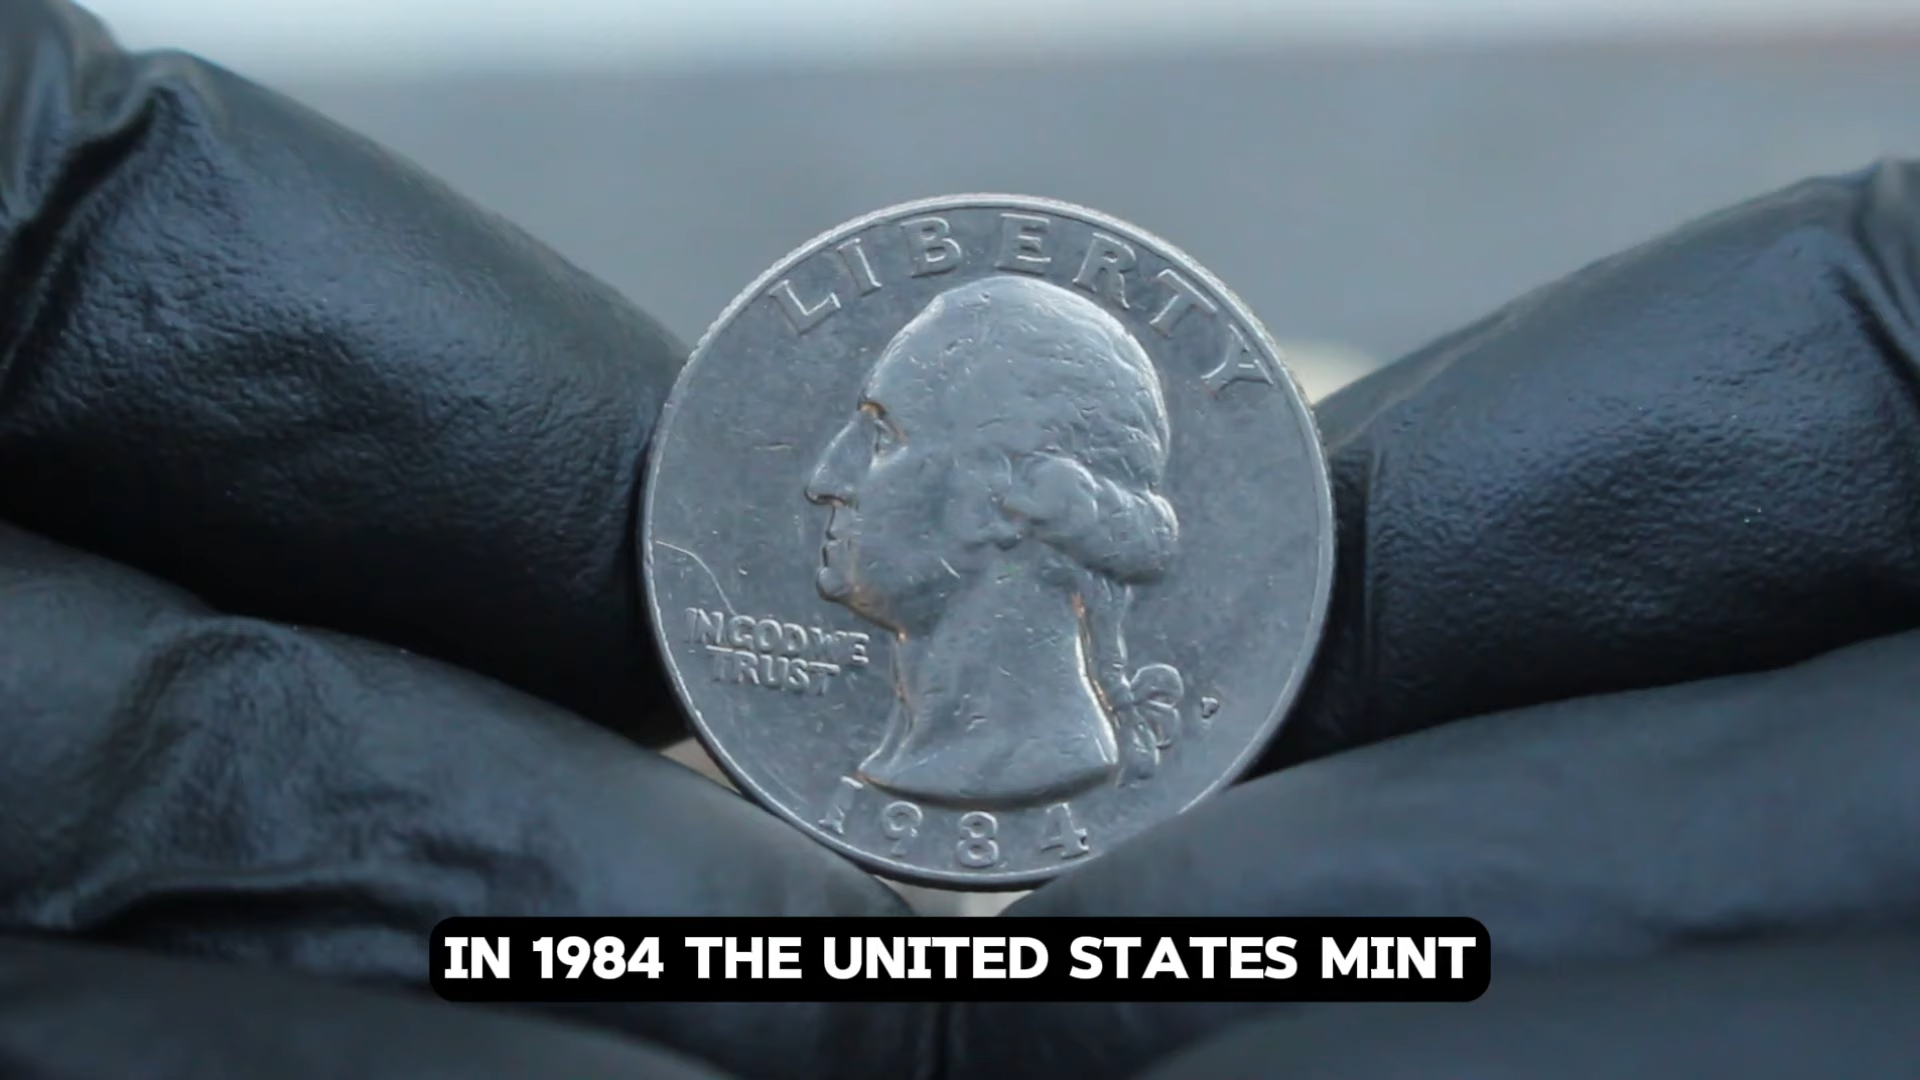 LIBERTY
IN GOD WE
TRUST
P
1984
IN 1984 THE UNITED STATES MINT